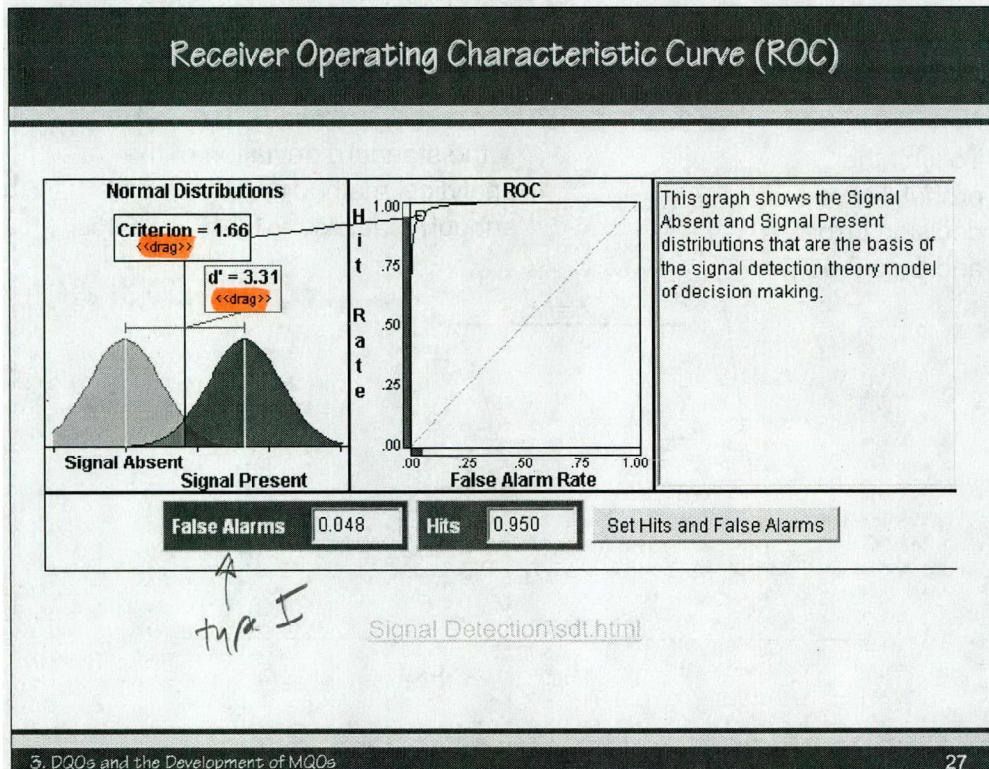 Receiver Operating Characteristic Curve (ROC)
Normal Distributions
Criterion = 1.66
<<drag>>
d' = 3.31
<<drag>>
Signal Absent
Signal Present
ROC
Hit Rate
1.00
.75
.50
.25
.00
.00 .25 .50 .75 1.00
False Alarm Rate
This graph shows the Signal
Absent and Signal Present
distributions that are the basis of
the signal detection theory model
of decision making.
False Alarms 0.048 Hits 0.950 Set Hits and False Alarms
type I
Signal Detection\sdt.html
3. DQOs and the Development of MQOs 27